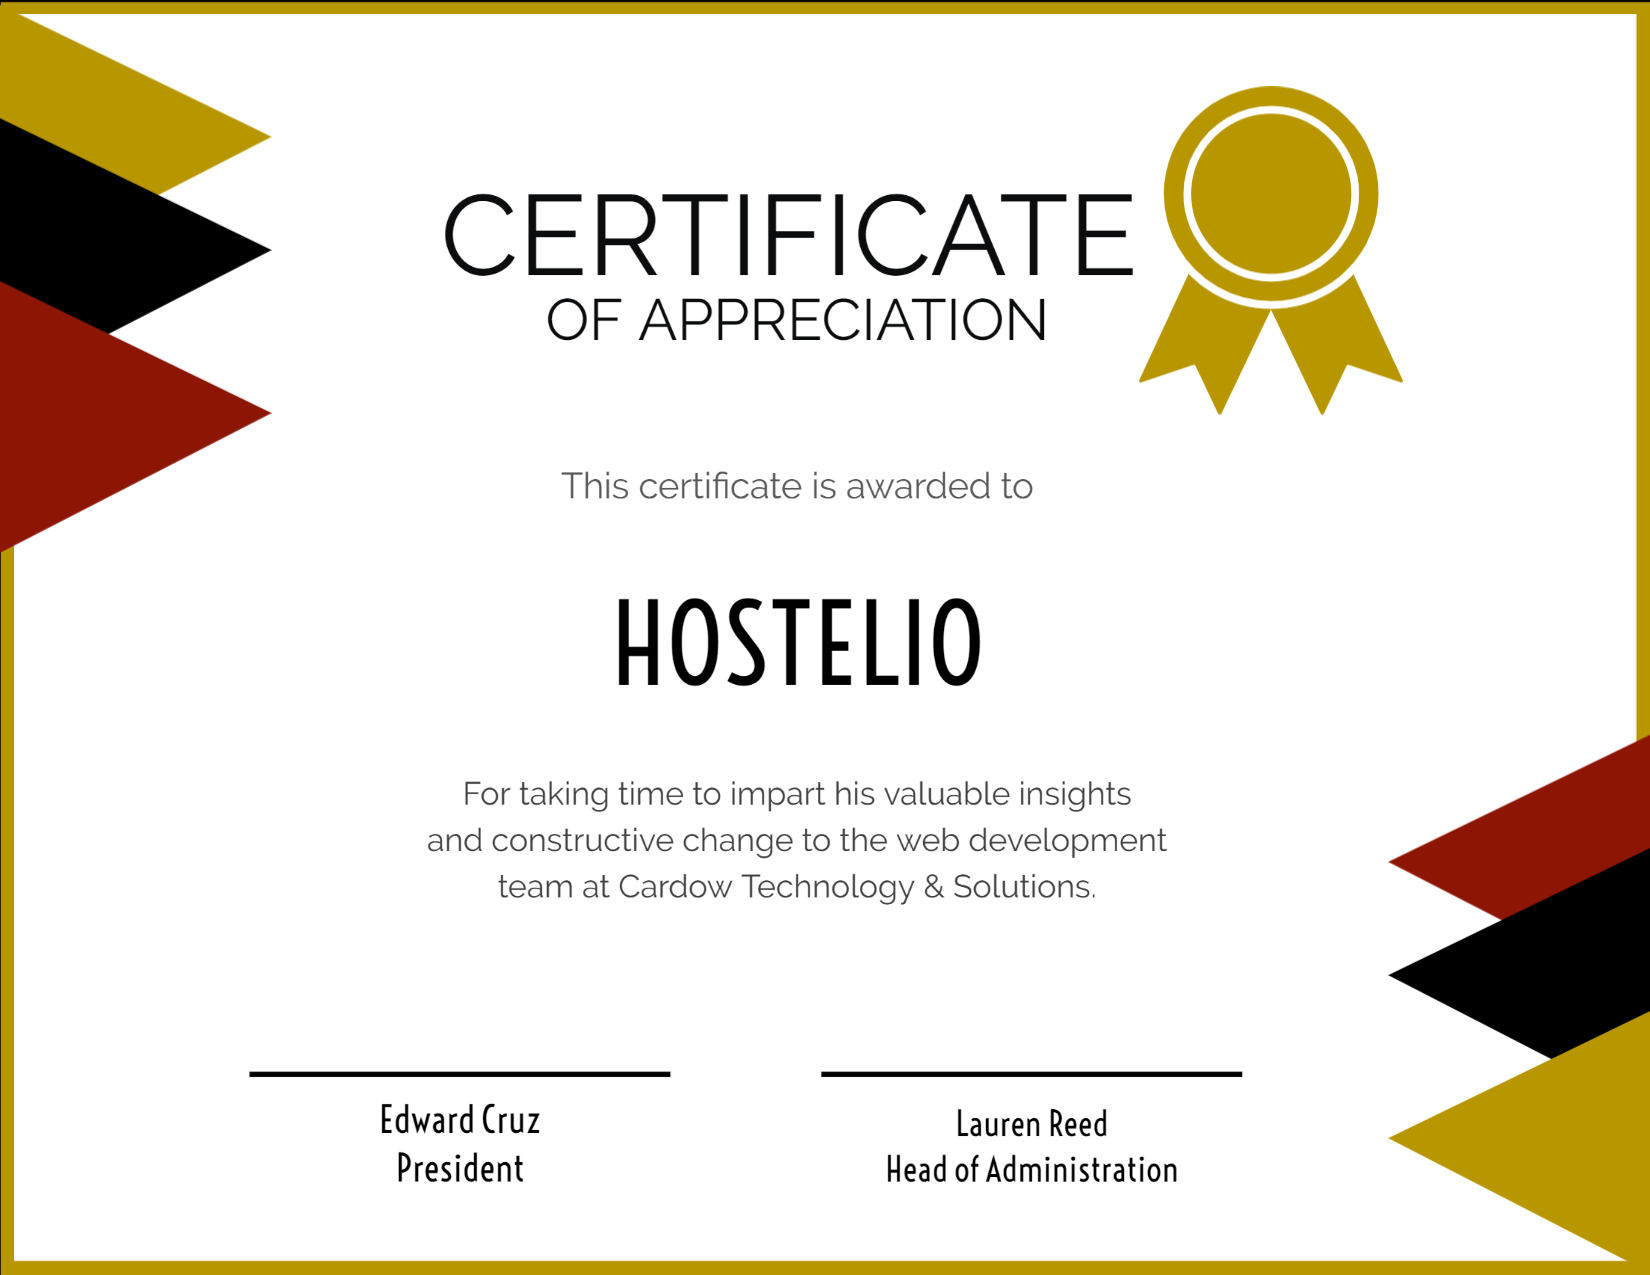 CERTIFICATE
OF APPRECIATION
This certificate is awarded to
HOSTELIO
For taking time to impart his valuable insights
and constructive change to the web development
team at Cardow Technology & Solutions.
Edward Cruz
President
Lauren Reed
Head of Administration